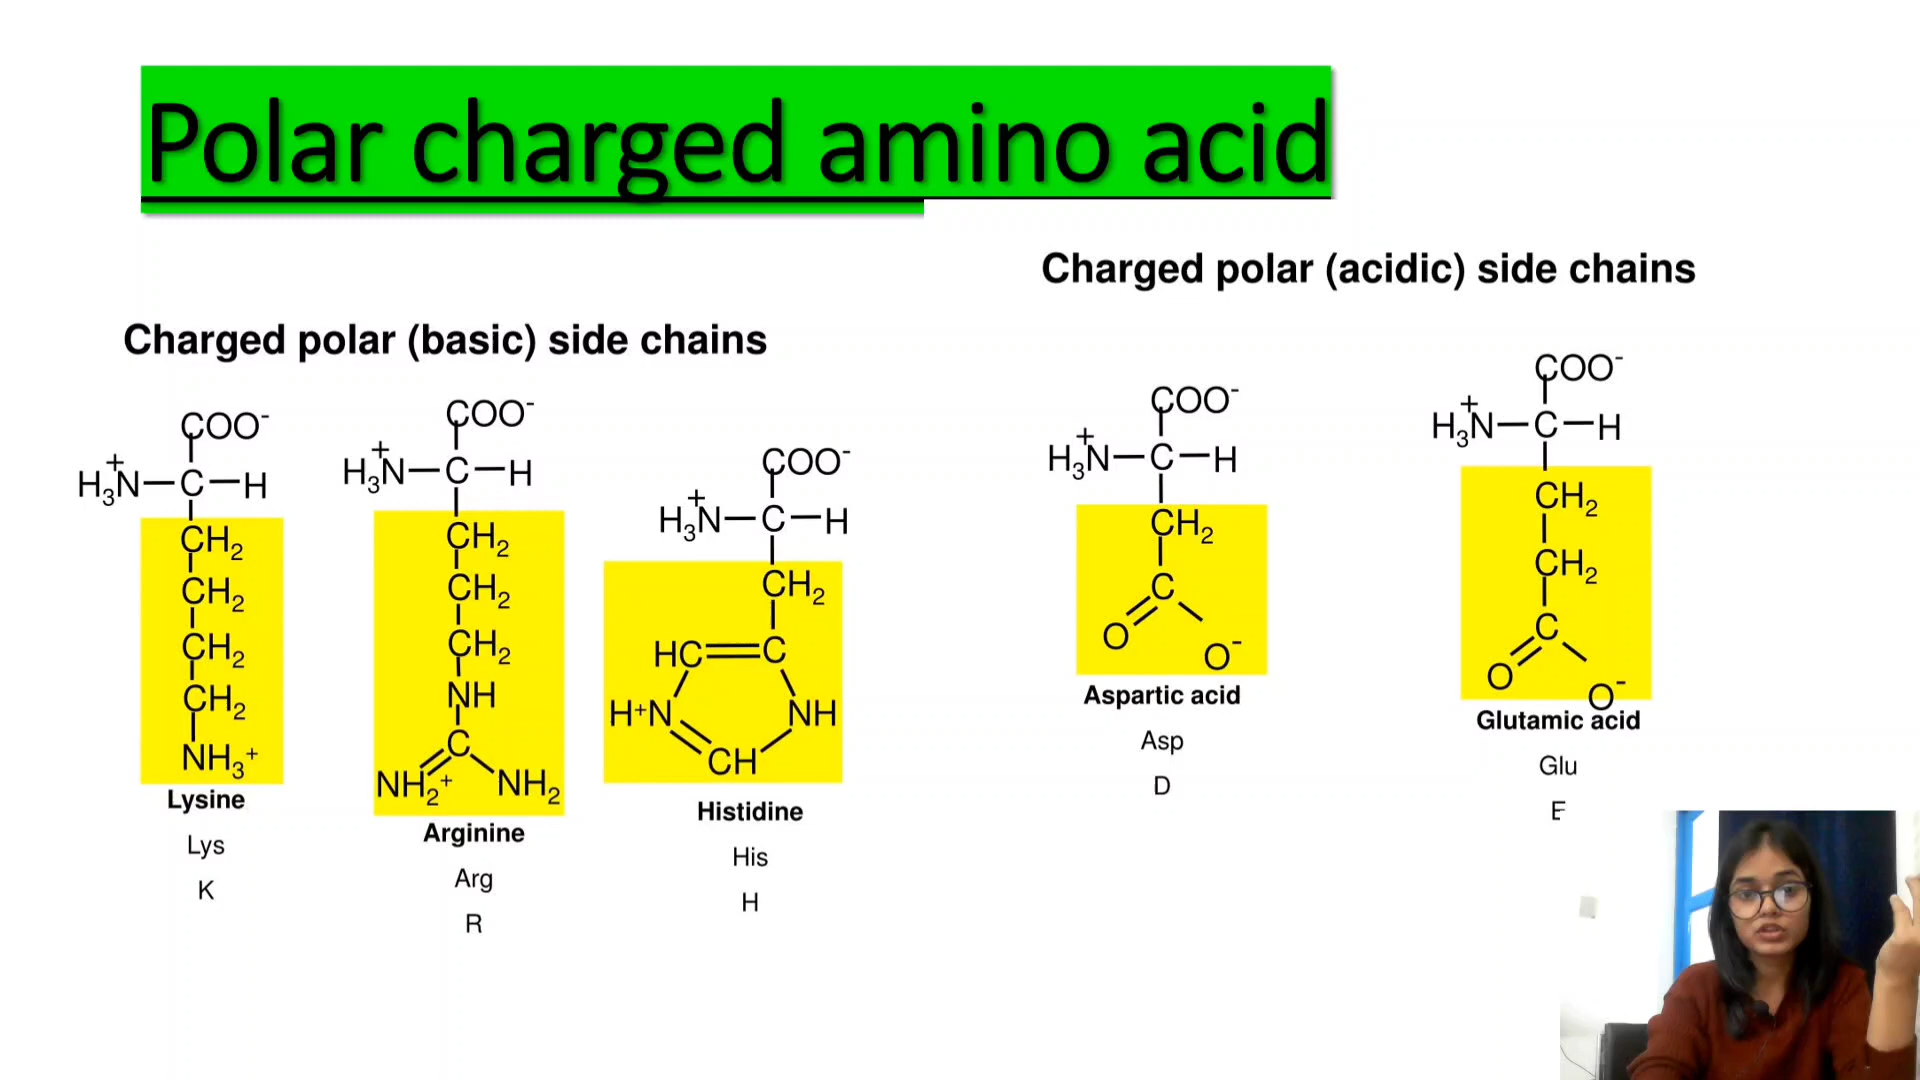 Polar charged amino acid
Charged polar (acidic) side chains
Charged polar (basic) side chains
COO⁻
H₃N⁺—C—H
CH₂
CH₂
CH₂
CH₂
NH₃⁺
Lysine
Lys
K
COO⁻
H₃N⁺—C—H
CH₂
CH₂
CH₂
NH
C
NH₂⁺ NH₂
Arginine
Arg
R
COO⁻
H₃N⁺—C—H
CH₂
HC=C
H⁺N NH
CH
Histidine
His
H
COO⁻
H₃N⁺—C—H
CH₂
C
O O⁻
Aspartic acid
Asp
D
COO⁻
H₃N⁺—C—H
CH₂
CH₂
C
O O⁻
Glutamic acid
Glu
E